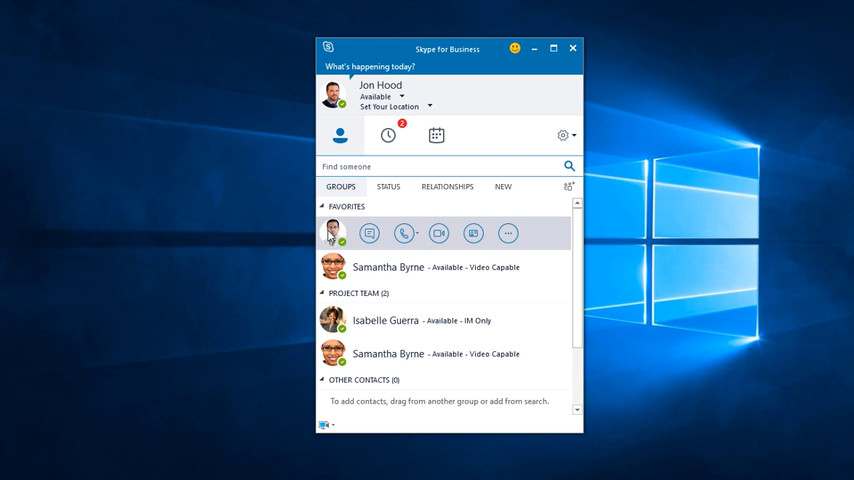 Skype for Business
What's happening today?
Jon Hood
Available
Set Your Location
2
Find someone
GROUPS STATUS RELATIONSHIPS NEW
FAVORITES
Samantha Byrne - Available - Video Capable
PROJECT TEAM (2)
Isabelle Guerra - Available - IM Only
Samantha Byrne - Available - Video Capable
OTHER CONTACTS (0)
To add contacts, drag from another group or add from search.